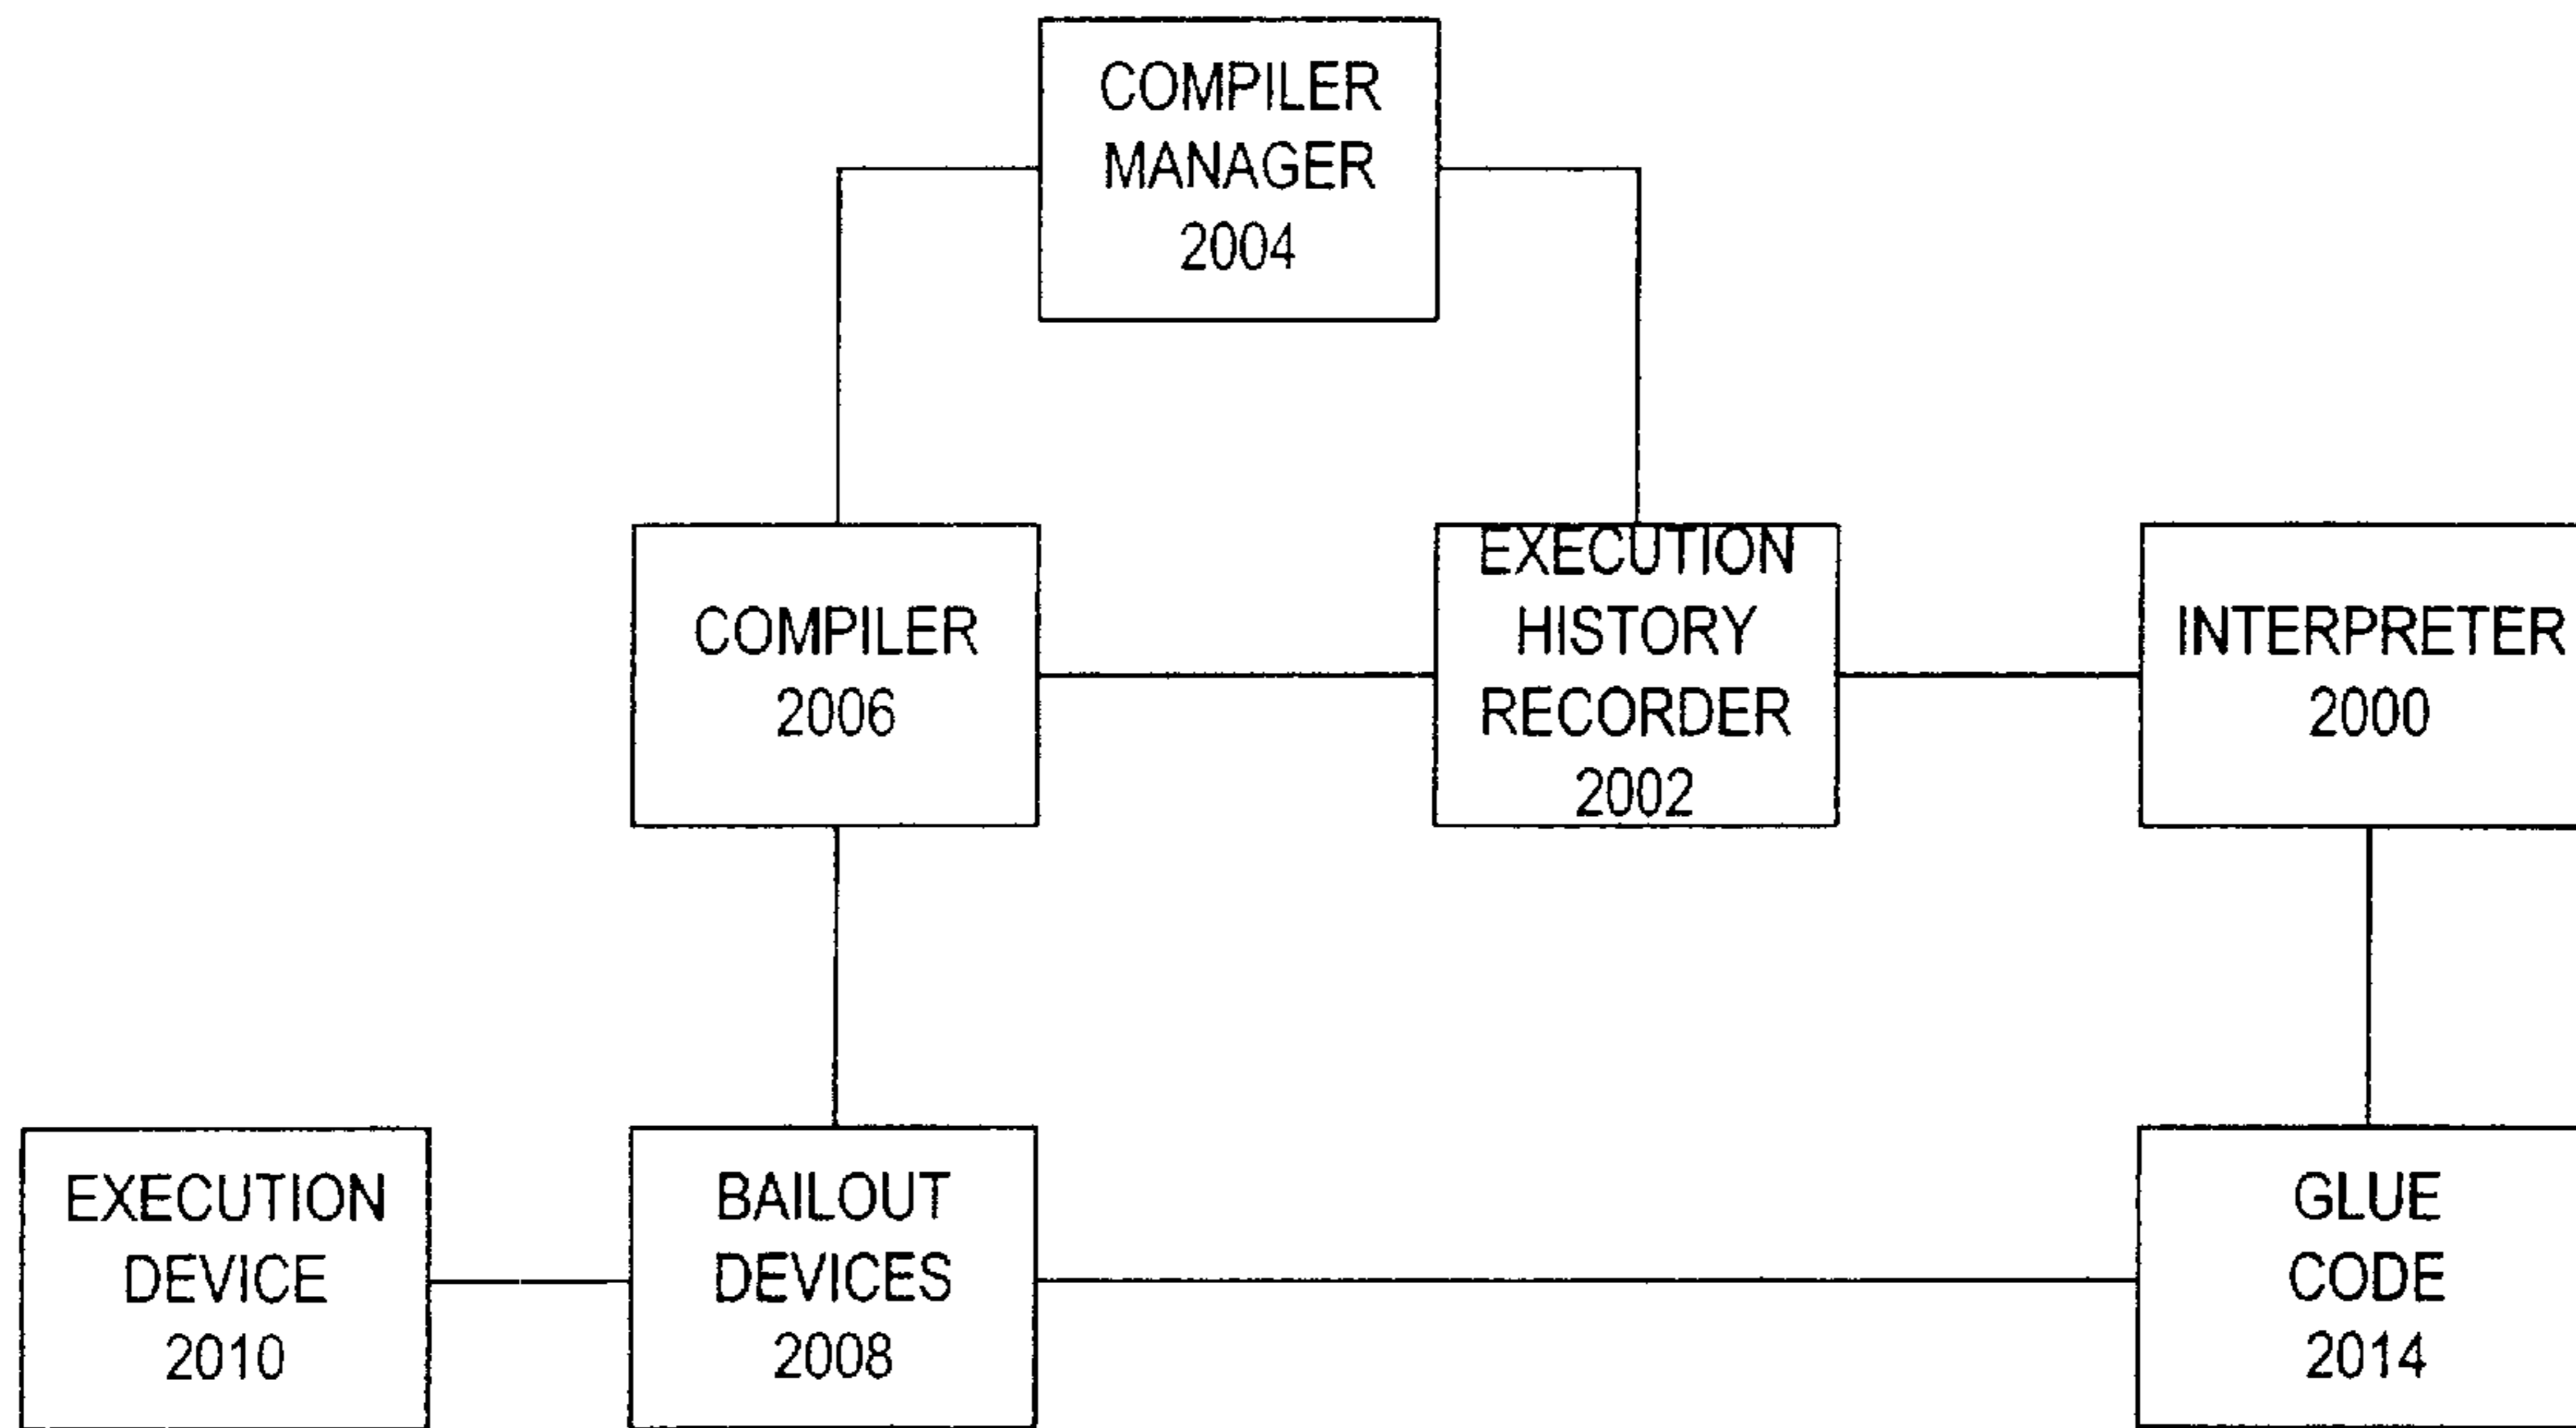 COMPILER
MANAGER
2004
COMPILER
2006
EXECUTION
HISTORY
RECORDER
2002
INTERPRETER
2000
EXECUTION
DEVICE
2010
BAILOUT
DEVICES
2008
GLUE
CODE
2014